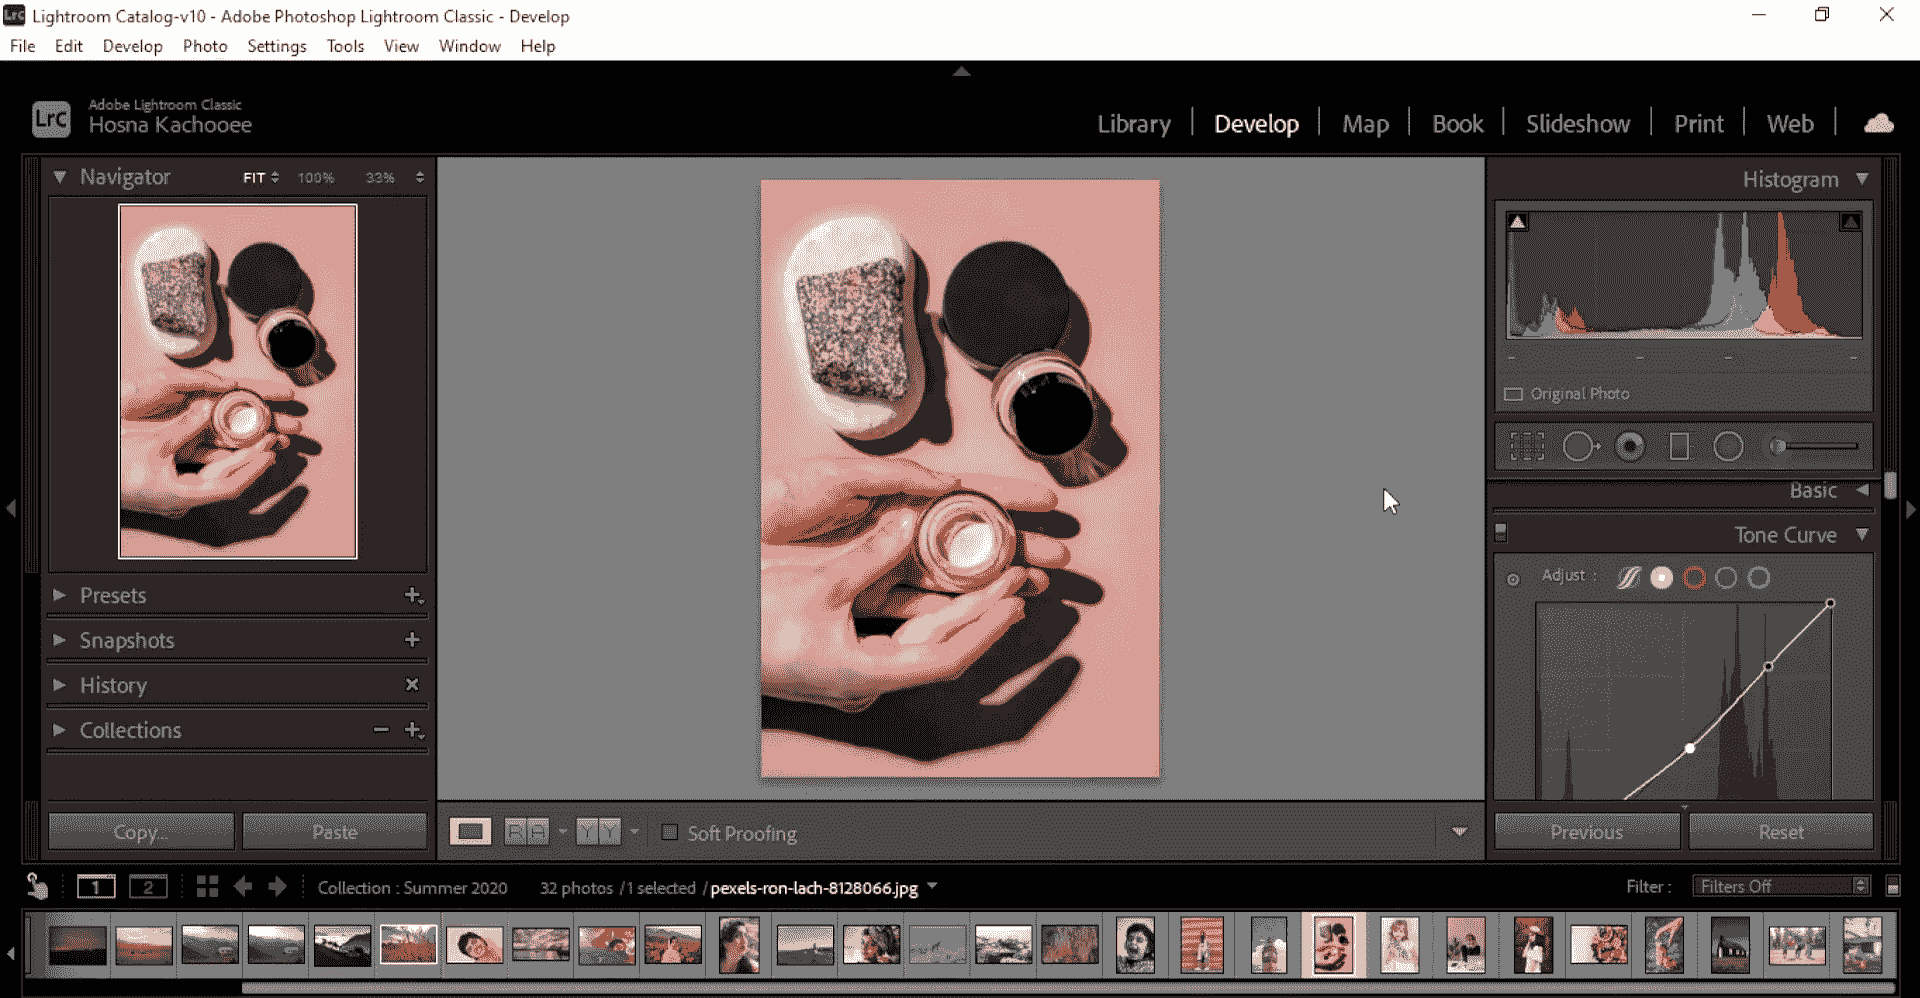 Lrc Lightroom Catalog-v10 - Adobe Photoshop Lightroom Classic - Develop
File Edit Develop Photo Settings Tools View Window Help
Lrc Adobe Lightroom Classic
Hosna Kachooee
Library Develop Map Book Slideshow Print Web
Navigator FIT 100% 33%
Histogram
Original Photo
Basic
Tone Curve
Adjust :
Presets
Snapshots
History
Collections
Copy... Paste
R A Y Y Soft Proofing
Previous Reset
1 2 Collection : Summer 2020 32 photos /1 selected /pexels-ron-lach-8128066.jpg
Filter : Filters Off